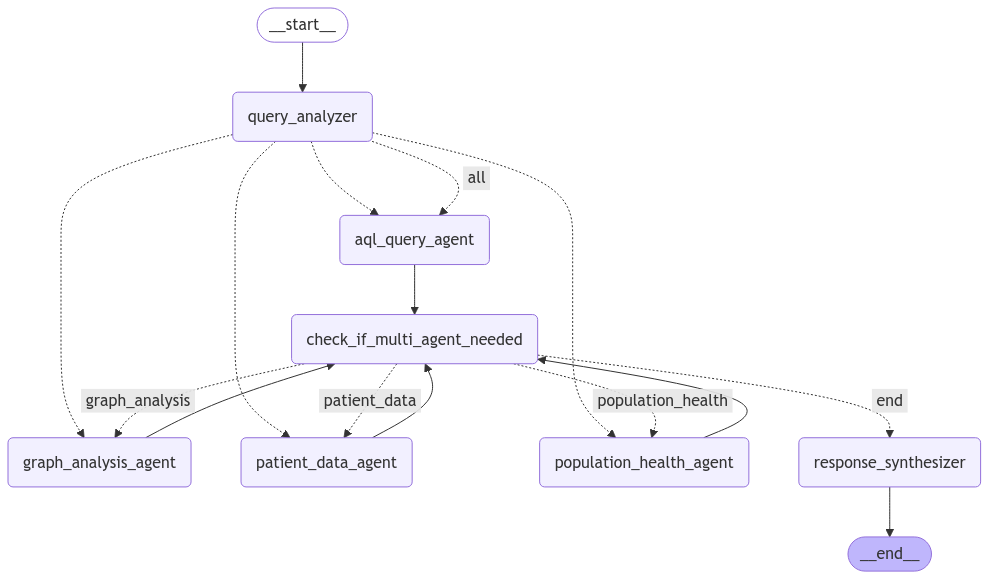 __start__
query_analyzer
all
aql_query_agent
check_if_multi_agent_needed
graph_analysis
patient_data
population_health
end
graph_analysis_agent
patient_data_agent
population_health_agent
response_synthesizer
__end__